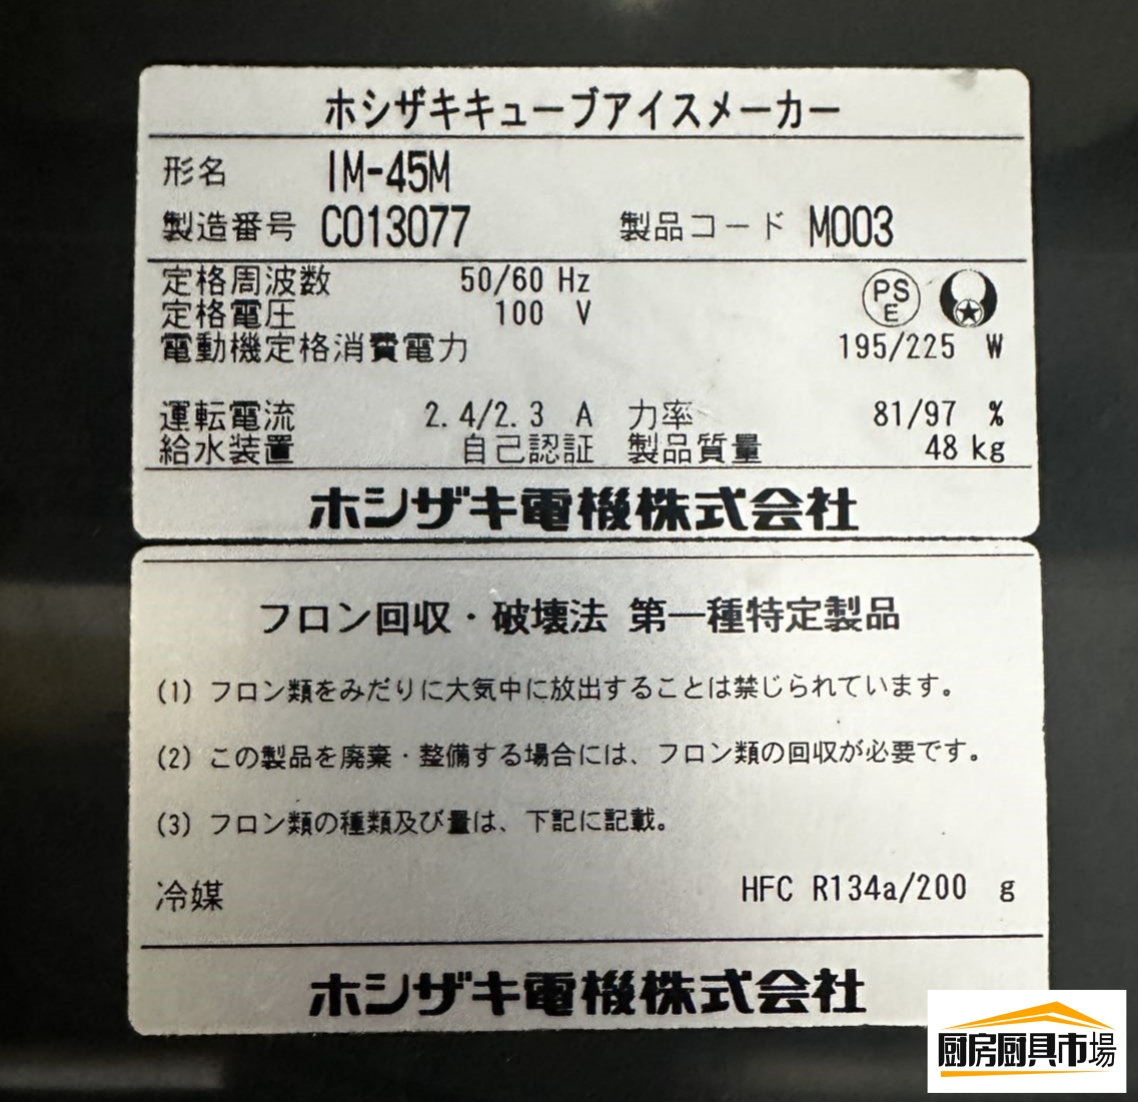 ホシザキキューブアイスメーカー
形名 IM-45M
製造番号 C013077 製品コード M003
定格周波数 50/60 Hz
PS
E
定格電圧 100 V
電動機定格消費電力 195/225 W
運転電流 2.4/2.3 A 力率 81/97 %
給水装置 自己認証 製品質量 48 kg
ホシザキ電機株式会社
フロン回収・破壊法 第一種特定製品
(1) フロン類をみだりに大気中に放出することは禁じられています。
(2) この製品を廃棄・整備する場合には、フロン類の回収が必要です。
(3) フロン類の種類及び量は、下記に記載。
冷媒 HFC R134a/200 g
ホシザキ電機株式会社
厨房厨具市場